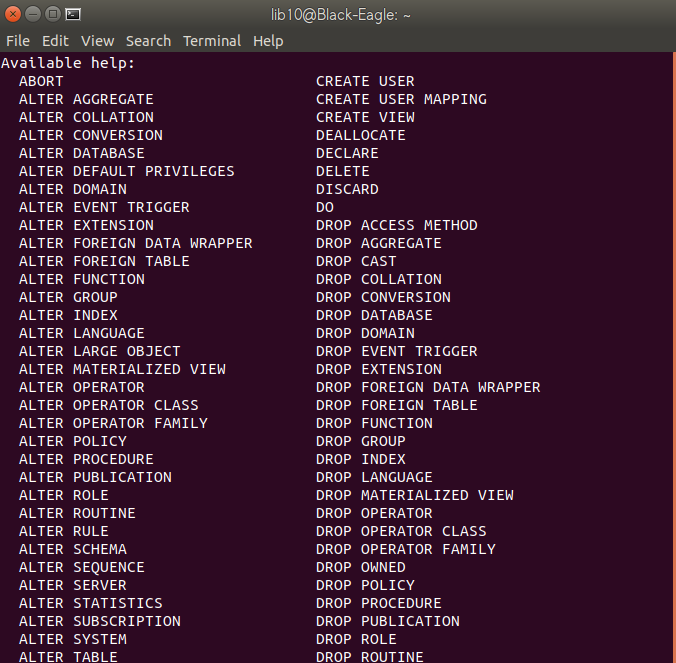 lib10@Black-Eagle: ~
File Edit View Search Terminal Help
Available help:
ABORT CREATE USER
ALTER AGGREGATE CREATE USER MAPPING
ALTER COLLATION CREATE VIEW
ALTER CONVERSION DEALLOCATE
ALTER DATABASE DECLARE
ALTER DEFAULT PRIVILEGES DELETE
ALTER DOMAIN DISCARD
ALTER EVENT TRIGGER DO
ALTER EXTENSION DROP ACCESS METHOD
ALTER FOREIGN DATA WRAPPER DROP AGGREGATE
ALTER FOREIGN TABLE DROP CAST
ALTER FUNCTION DROP COLLATION
ALTER GROUP DROP CONVERSION
ALTER INDEX DROP DATABASE
ALTER LANGUAGE DROP DOMAIN
ALTER LARGE OBJECT DROP EVENT TRIGGER
ALTER MATERIALIZED VIEW DROP EXTENSION
ALTER OPERATOR DROP FOREIGN DATA WRAPPER
ALTER OPERATOR CLASS DROP FOREIGN TABLE
ALTER OPERATOR FAMILY DROP FUNCTION
ALTER POLICY DROP GROUP
ALTER PROCEDURE DROP INDEX
ALTER PUBLICATION DROP LANGUAGE
ALTER ROLE DROP MATERIALIZED VIEW
ALTER ROUTINE DROP OPERATOR
ALTER RULE DROP OPERATOR CLASS
ALTER SCHEMA DROP OPERATOR FAMILY
ALTER SEQUENCE DROP OWNED
ALTER SERVER DROP POLICY
ALTER STATISTICS DROP PROCEDURE
ALTER SUBSCRIPTION DROP PUBLICATION
ALTER SYSTEM DROP ROLE
ALTER TABLE DROP ROUTINE